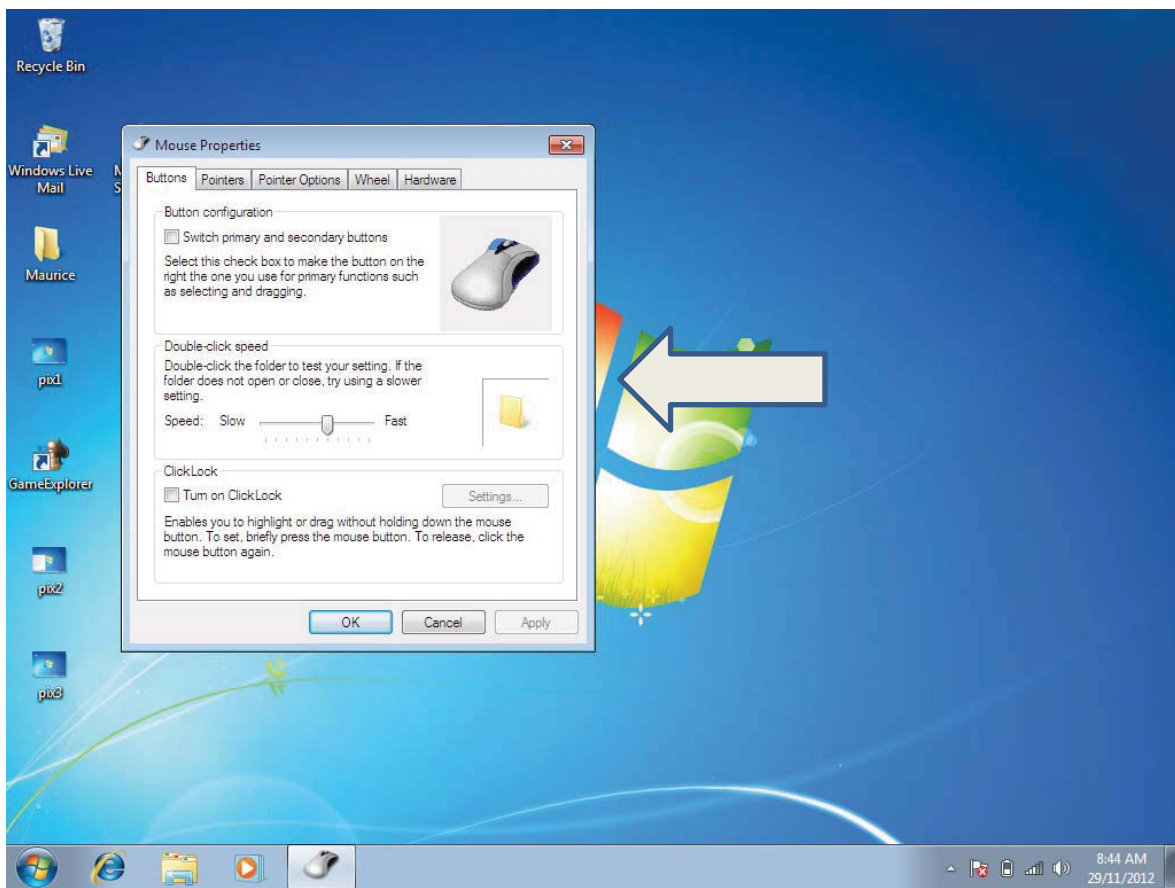 Recycle Bin
Windows Live
Mail
M
S
Maurice
pix1
GameExplorer
pix2
pix3
Mouse Properties
Buttons Pointers Pointer Options Wheel Hardware
Button configuration
Switch primary and secondary buttons
Select this check box to make the button on the
right the one you use for primary functions such
as selecting and dragging.
Double-click speed
Double-click the folder to test your setting. If the
folder does not open or close, try using a slower
setting.
Speed: Slow Fast
ClickLock
Turn on ClickLock Settings...
Enables you to highlight or drag without holding down the mouse
button. To set, briefly press the mouse button. To release, click the
mouse button again.
OK Cancel Apply
8:44 AM
29/11/2012